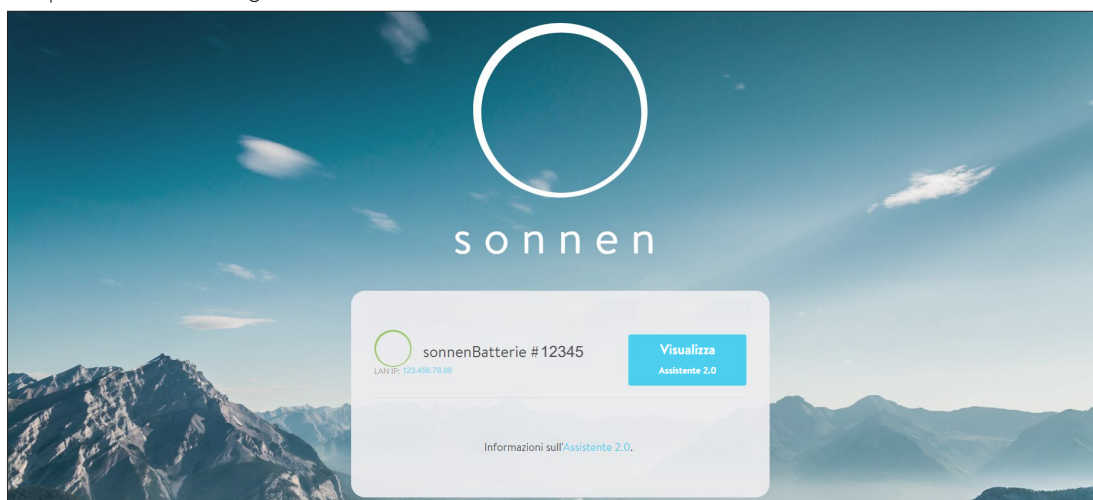 sonnen
sonnenBatterie #12345
Visualizza
Assistente 2.0
LAN IP: 123.456.78.99
Informazioni sull'Assistente 2.0.